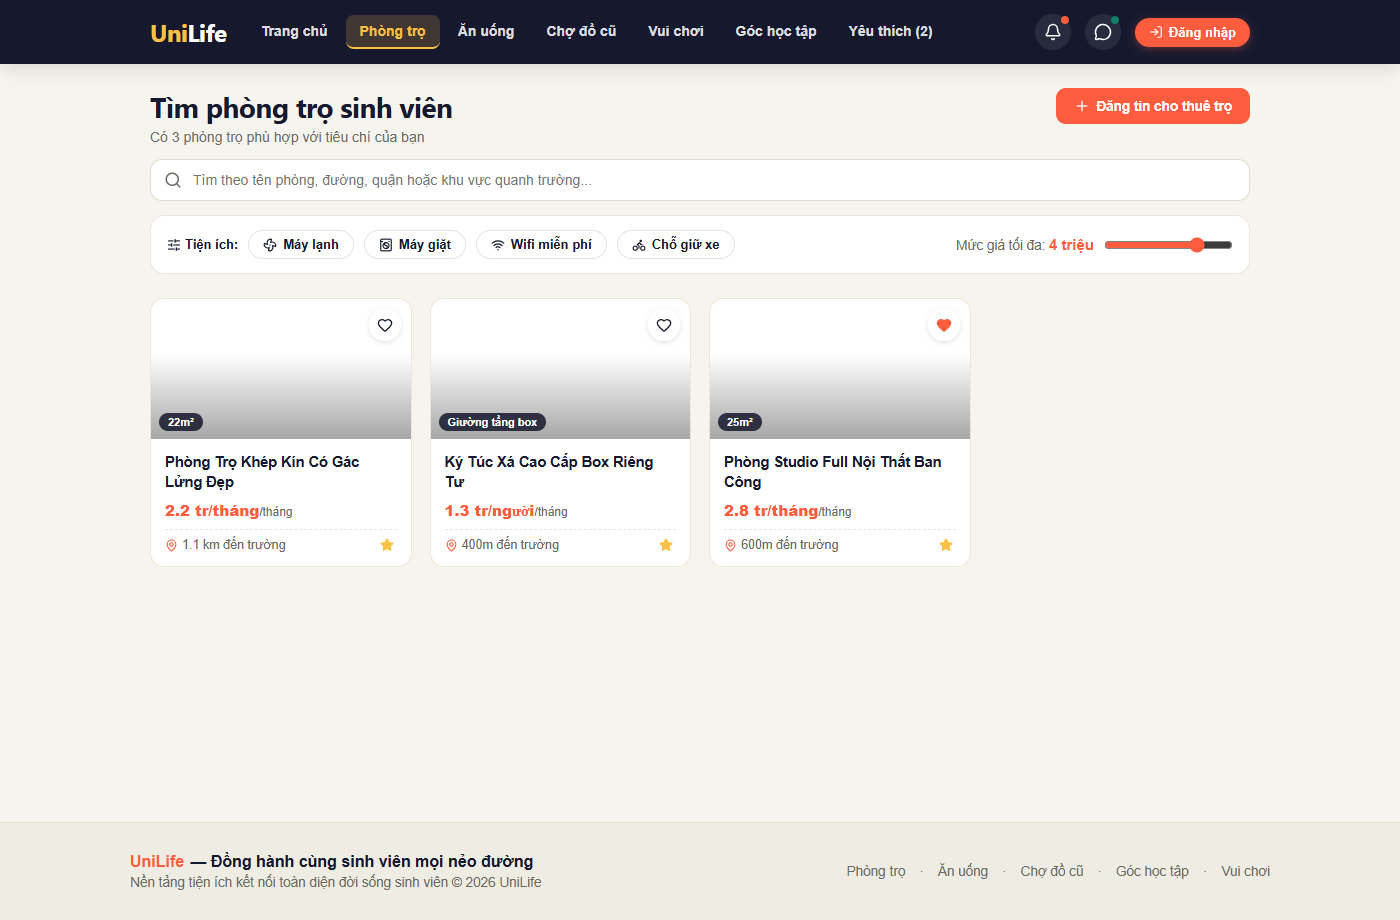 UniLife
Trang chủ
Phòng trọ
Ăn uống
Chợ đồ cũ
Vui chơi
Góc học tập
Yêu thích (2)
Đăng nhập
Tìm phòng trọ sinh viên
Có 3 phòng trọ phù hợp với tiêu chí của bạn
Đăng tin cho thuê trọ
Tìm theo tên phòng, đường, quận hoặc khu vực quanh trường...
Tiện ích:
Máy lạnh
Máy giặt
Wifi miễn phí
Chỗ giữ xe
Mức giá tối đa: 4 triệu
22m²
Phòng Trọ Khép Kín Có Gác
Lửng Đẹp
2.2 tr/tháng/tháng
1.1 km đến trường
Giường tầng box
Ký Túc Xá Cao Cấp Box Riêng
Tư
1.3 tr/người/tháng
400m đến trường
25m²
Phòng Studio Full Nội Thất Ban
Công
2.8 tr/tháng/tháng
600m đến trường
UniLife — Đồng hành cùng sinh viên mọi nẻo đường
Nền tảng tiện ích kết nối toàn diện đời sống sinh viên © 2026 UniLife
Phòng trọ · Ăn uống · Chợ đồ cũ · Góc học tập · Vui chơi